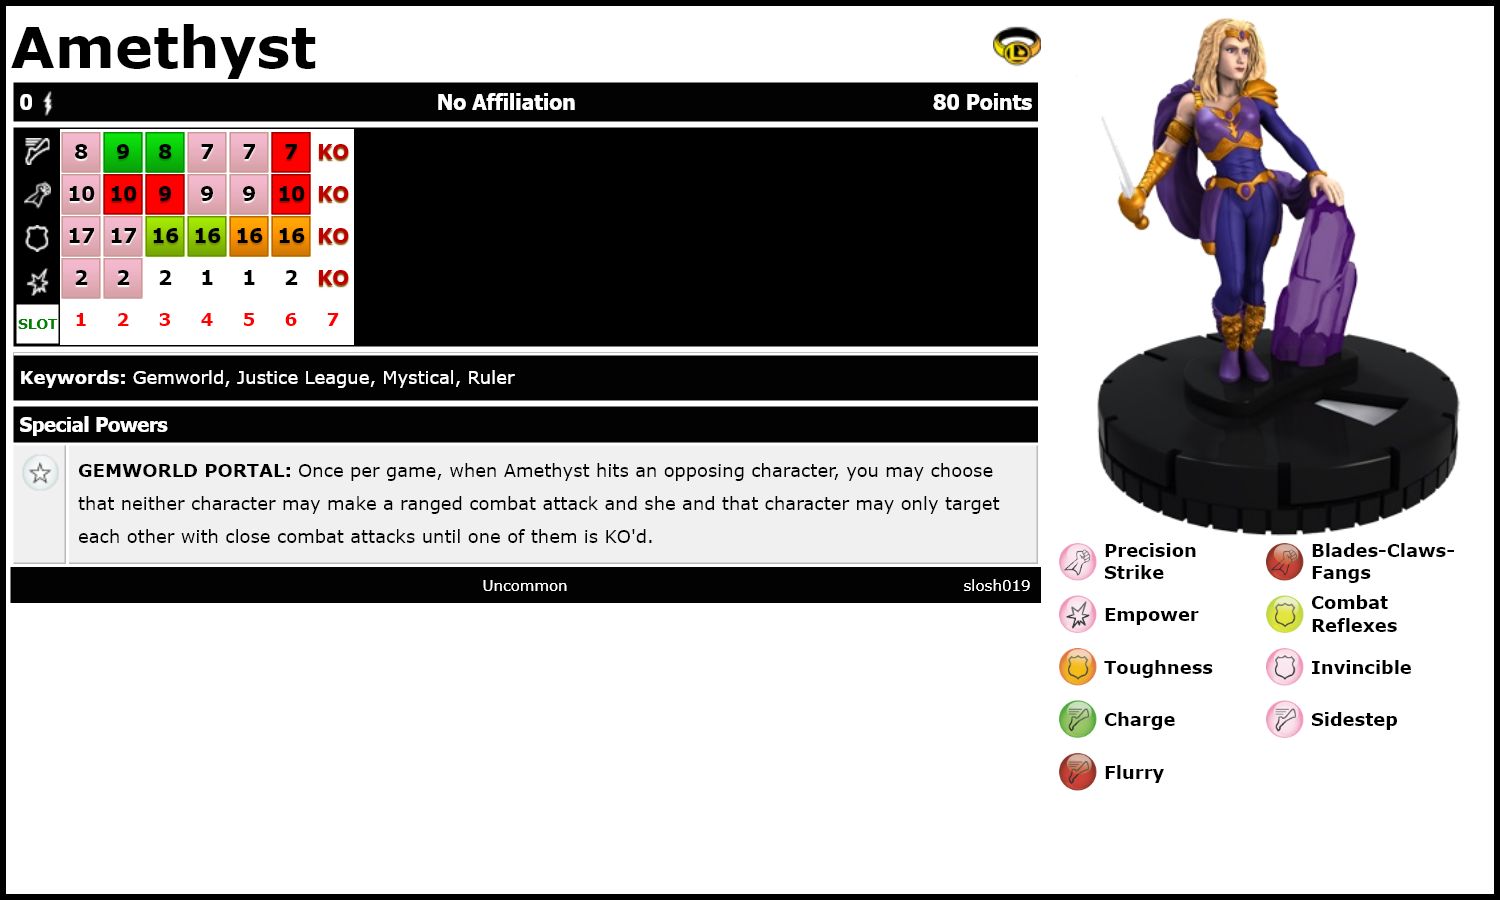 Amethyst
0 No Affiliation 80 Points
8 9 8 7 7 7 KO
10 10 9 9 9 10 KO
17 17 16 16 16 16 KO
2 2 2 1 1 2 KO
SLOT 1 2 3 4 5 6 7
Keywords: Gemworld, Justice League, Mystical, Ruler
Special Powers
GEMWORLD PORTAL: Once per game, when Amethyst hits an opposing character, you may choose
that neither character may make a ranged combat attack and she and that character may only target
each other with close combat attacks until one of them is KO'd.
Uncommon slosh019
Precision
Strike
Blades-Claws-
Fangs
Empower
Combat
Reflexes
Toughness
Invincible
Charge
Sidestep
Flurry